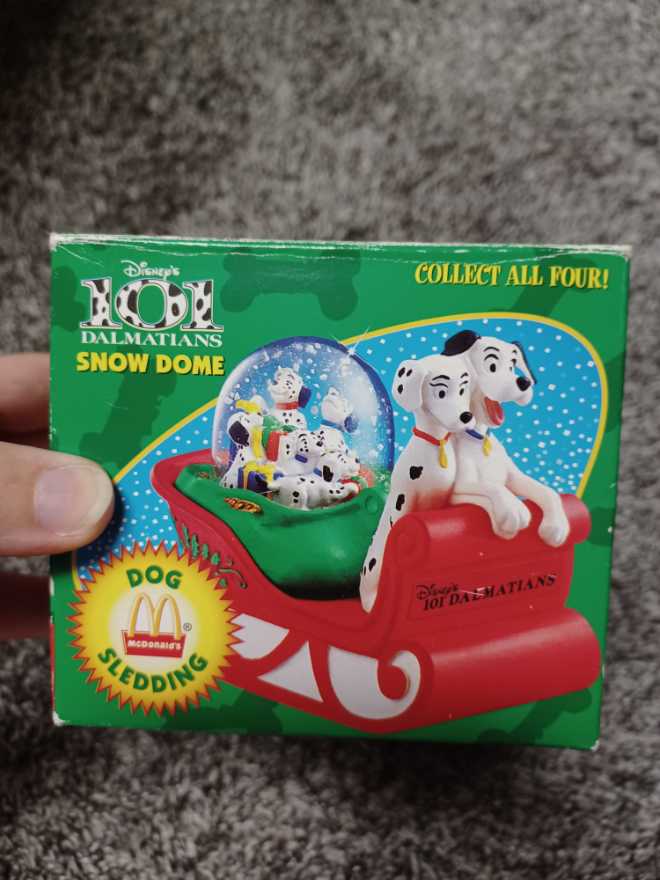 Disney's
101
DALMATIANS
SNOW DOME
COLLECT ALL FOUR!
Disney's
101 DALMATIANS
DOG
McDonald's®
SLEDDING